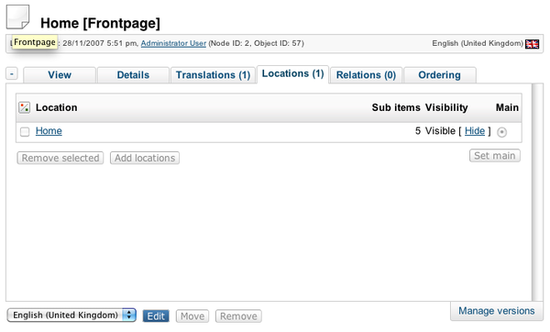 Home [Frontpage]
Frontpage 28/11/2007 5:51 pm, Administrator User (Node ID: 2, Object ID: 57) English (United Kingdom)
- View Details Translations (1) Locations (1) Relations (0) Ordering
Location Sub items Visibility Main
Home 5 Visible [ Hide ]
Remove selected Add locations Set main
English (United Kingdom) Edit Move Remove Manage versions